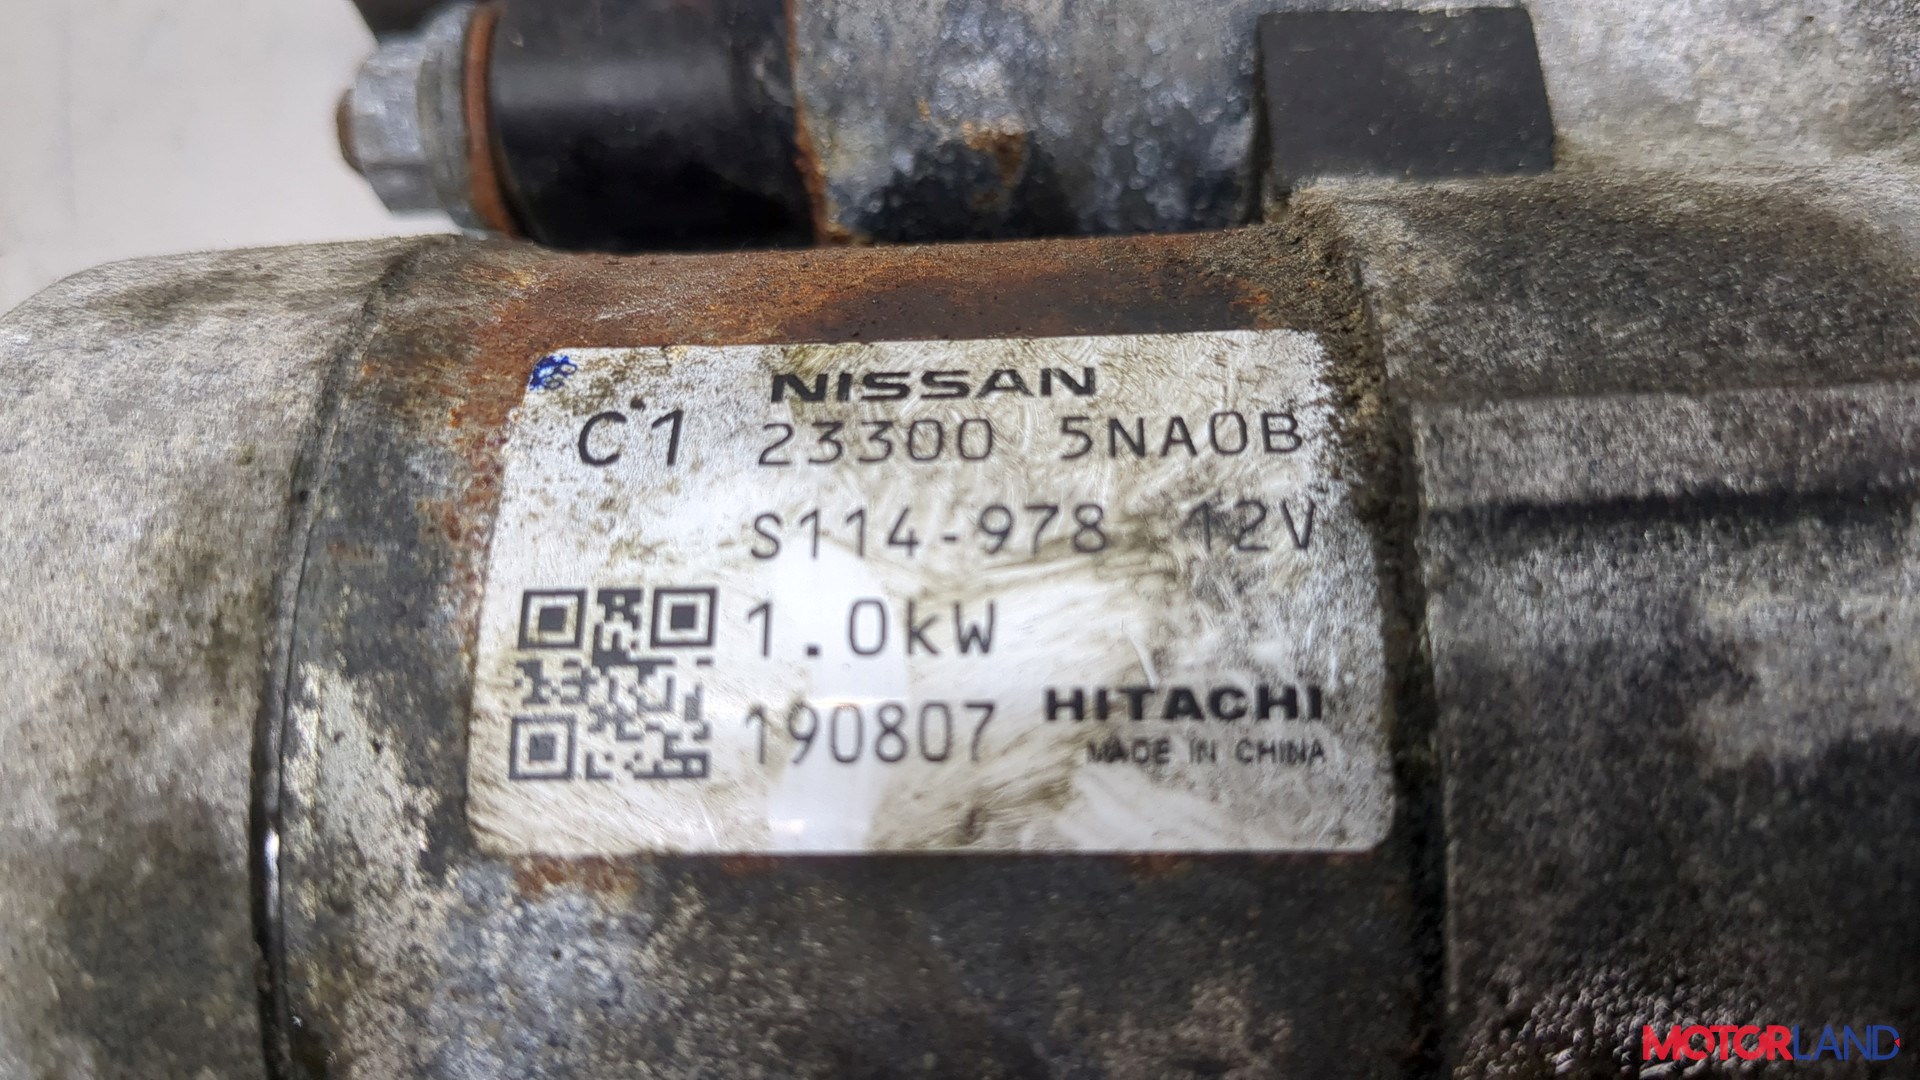 NISSAN
C1 23300 5NA0B
S114-978 12V
1.0kW
190807 HITACHI
MADE IN CHINA
MOTORLAND